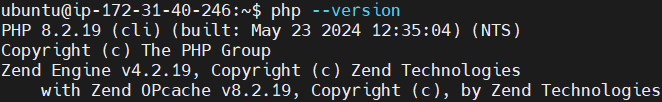 ubuntu@ip-172-31-40-246:~$ php --version
PHP 8.2.19 (cli) (built: May 23 2024 12:35:04) (NTS)
Copyright (c) The PHP Group
Zend Engine v4.2.19, Copyright (c) Zend Technologies
    with Zend OPcache v8.2.19, Copyright (c), by Zend Technologies